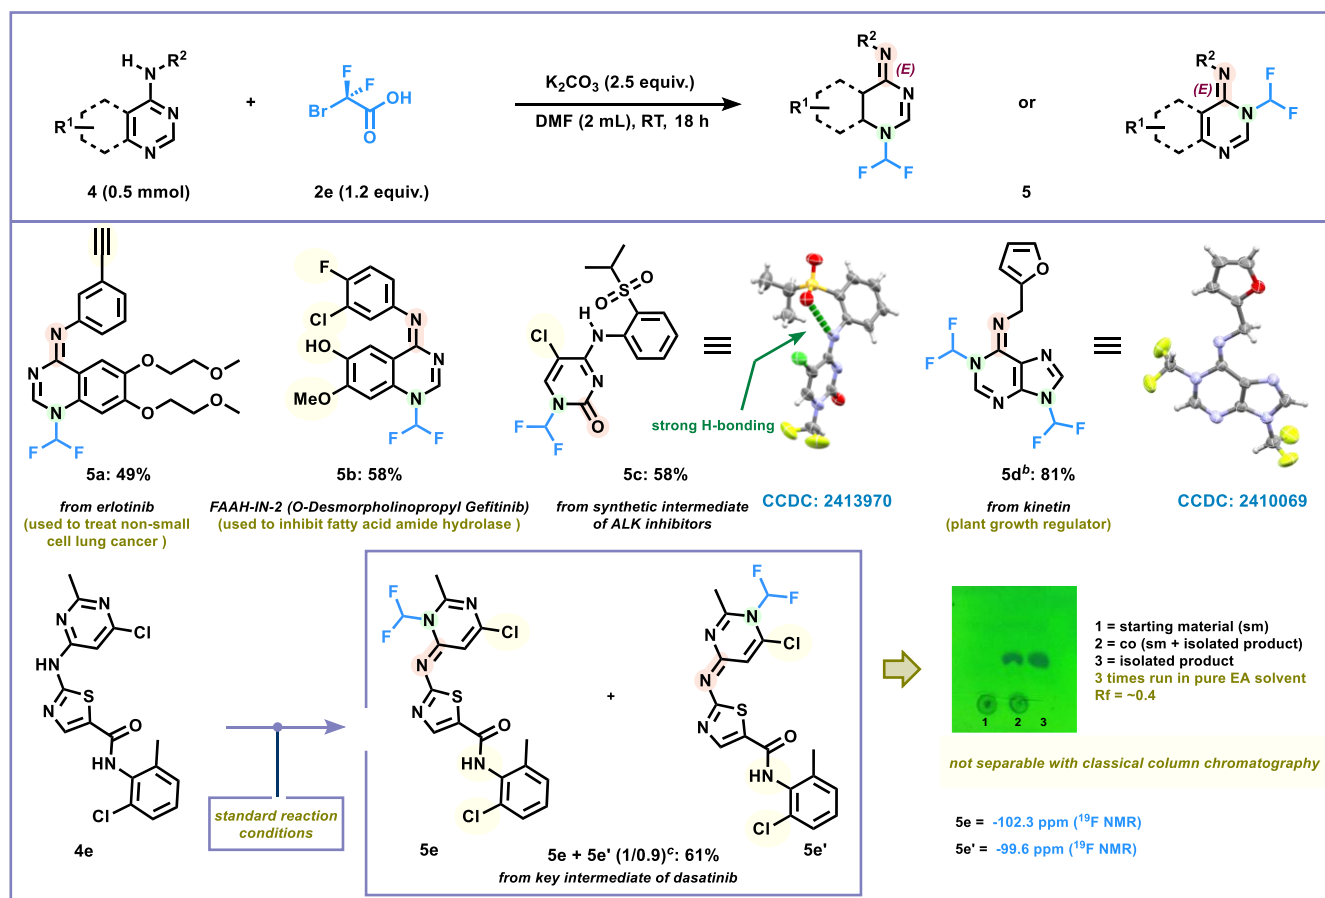 H
N
R²
R¹
N
N
4 (0.5 mmol)
+
F
F
Br
OH
O
2e (1.2 equiv.)
K₂CO₃ (2.5 equiv.)
DMF (2 mL), RT, 18 h
R²
N
(E)
R¹
N
N
F
F
or
R²
N
(E)
R¹
N
N
F
F
5
N
N
N
F
F
O
O
O
O
5a: 49%
from erlotinib
(used to treat non-small
cell lung cancer )
F
Cl
N
HO
MeO
N
N
F
F
5b: 58%
FAAH-IN-2 (O-Desmorpholinopropyl Gefitinib)
(used to inhibit fatty acid amide hydrolase )
O
S
O
H
N
Cl
N
N
O
F
F
5c: 58%
from synthetic intermediate
of ALK inhibitors
strong H-bonding
CCDC: 2413970
O
N
F
F
N
N
N
N
F
F
5dᵇ: 81%
from kinetin
(plant growth regulator)
CCDC: 2410069
N
N
Cl
HN
S
N
O
HN
Cl
4e
standard reaction
conditions
F
F
N
N
Cl
N
S
N
O
HN
Cl
5e
+
F
F
N
N
Cl
N
S
N
O
HN
Cl
5e'
5e + 5e' (1/0.9)ᶜ: 61%
from key intermediate of dasatinib
1
2
3
1 = starting material (sm)
2 = co (sm + isolated product)
3 = isolated product
3 times run in pure EA solvent
Rf = ~0.4
not separable with classical column chromatography
5e = -102.3 ppm (¹⁹F NMR)
5e' = -99.6 ppm (¹⁹F NMR)